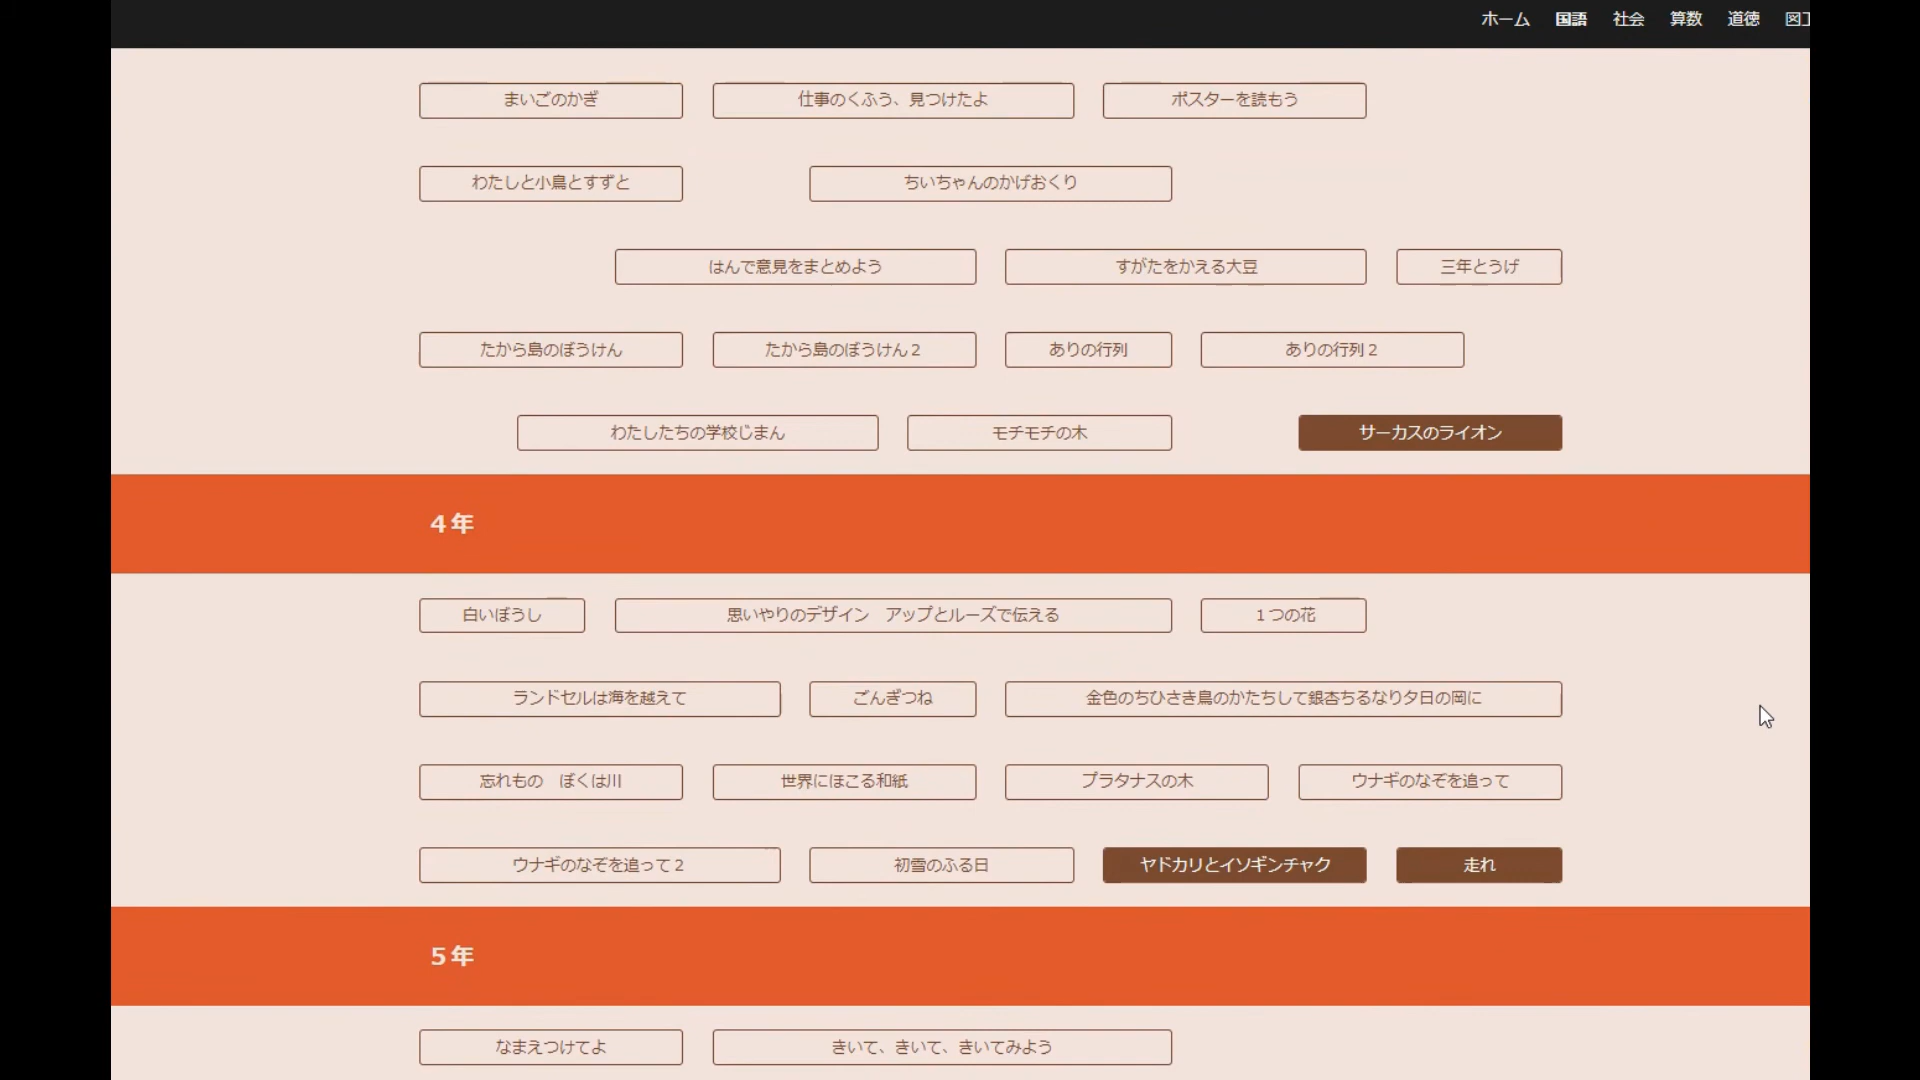 ホーム 国語 社会 算数 道徳 図工
まいごのかぎ 仕事のくふう、見つけたよ ポスターを読もう
わたしと小鳥とすずと ちいちゃんのかげおくり
はんで意見をまとめよう すがたをかえる大豆 三年とうげ
たから島のぼうけん たから島のぼうけん２ ありの行列 ありの行列２
わたしたちの学校じまん モチモチの木 サーカスのライオン
４年
白いぼうし 思いやりのデザイン　アップとルーズで伝える １つの花
ランドセルは海を越えて ごんぎつね 金色のちひさき鳥のかたちして銀杏ちるなり夕日の岡に
忘れもの　ぼくは川 世界にほこる和紙 プラタナスの木 ウナギのなぞを追って
ウナギのなぞを追って２ 初雪のふる日 ヤドカリとイソギンチャク 走れ
５年
なまえつけてよ きいて、きいて、きいてみよう